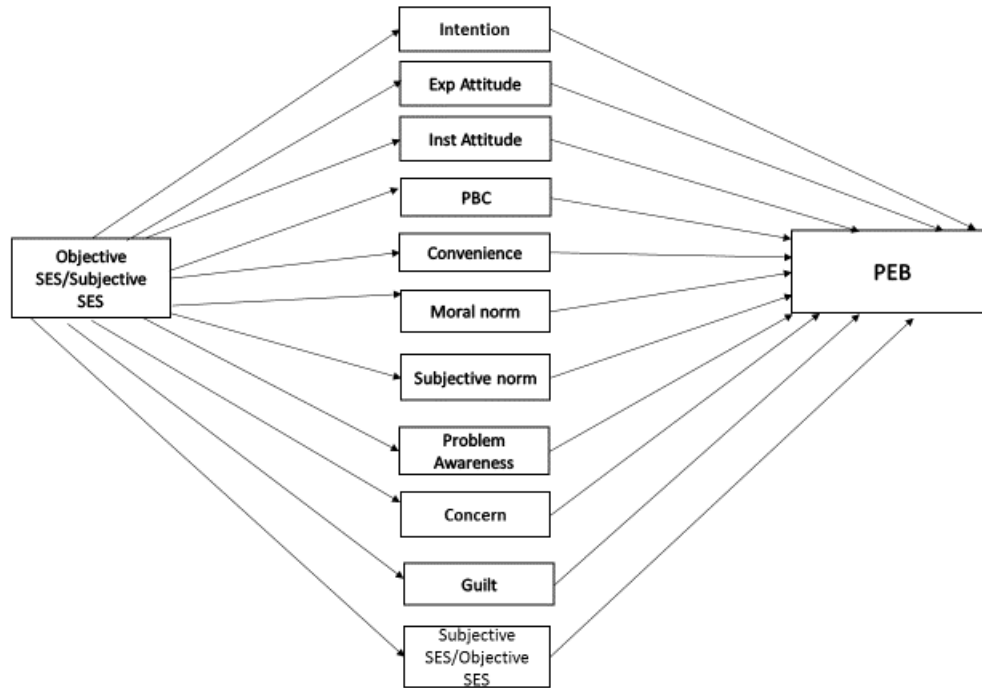 Intention
Exp Attitude
Inst Attitude
PBC
Convenience
Objective
SES/Subjective
SES
PEB
Moral norm
Subjective norm
Problem
Awareness
Concern
Guilt
Subjective
SES/Objective
SES